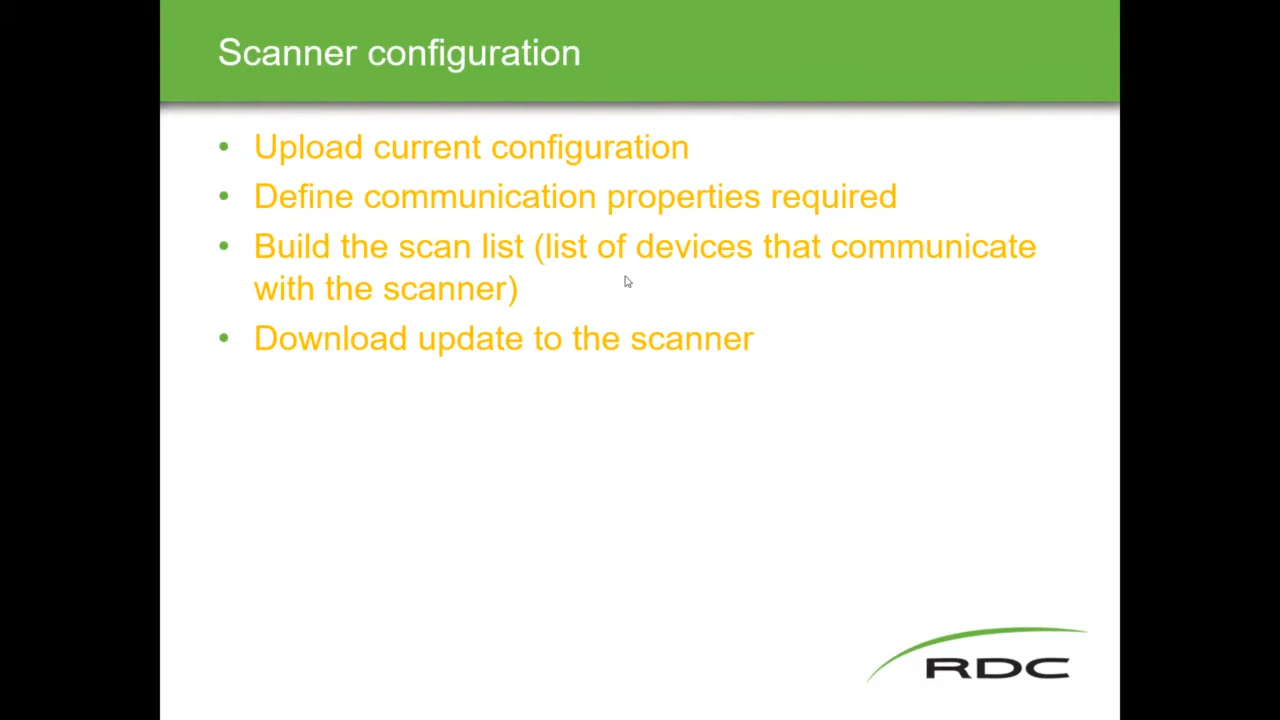 Scanner configuration
• Upload current configuration
• Define communication properties required
• Build the scan list (list of devices that communicate
with the scanner)
• Download update to the scanner
RDC